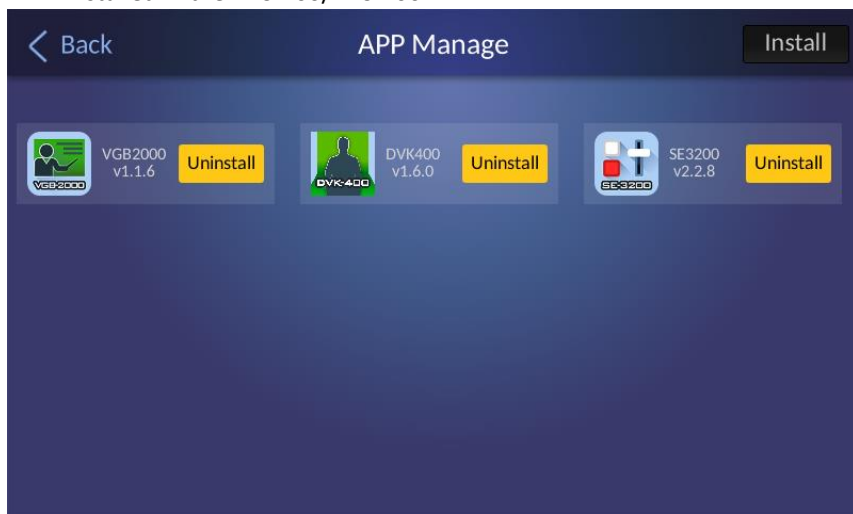 Back
APP Manage
Install
VGB2000
v1.1.6
Uninstall
VGB-2000
DVK400
v1.6.0
Uninstall
DVK-400
SE3200
v2.2.8
Uninstall
SE-3200